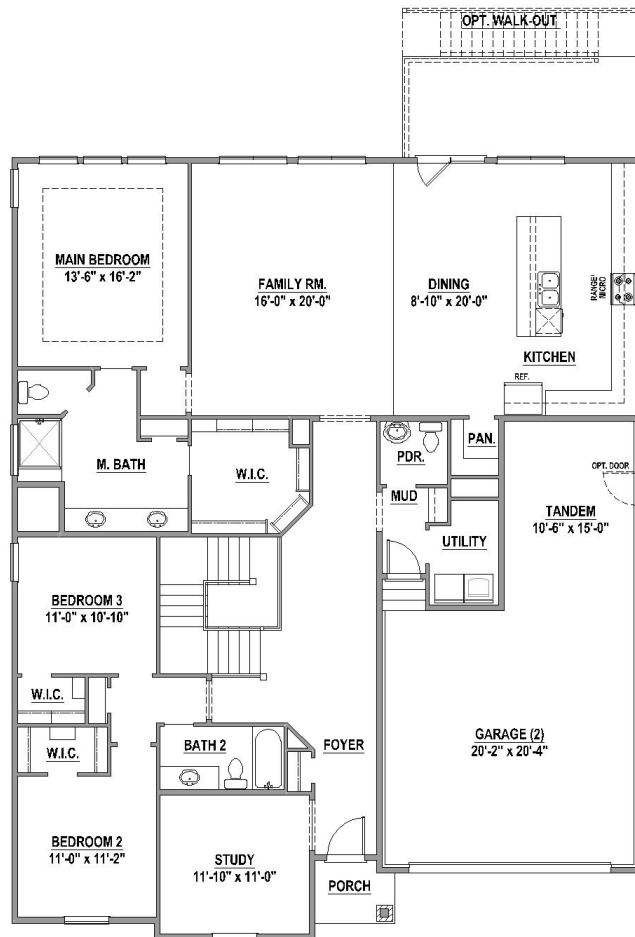 OPT. WALK-OUT
MAIN BEDROOM
13'-6" x 16'-2"
FAMILY RM.
16'-0" x 20'-0"
DINING
8'-10" x 20'-0"
RANGE/
MICRO
KITCHEN
REF.
M. BATH
W.I.C.
PDR.
PAN.
MUD
UTILITY
OPT. DOOR
TANDEM
10'-6" x 15'-0"
BEDROOM 3
11'-0" x 10'-10"
W.I.C.
W.I.C.
BATH 2
FOYER
GARAGE (2)
20'-2" x 20'-4"
BEDROOM 2
11'-0" x 11'-2"
STUDY
11'-10" x 11'-0"
PORCH